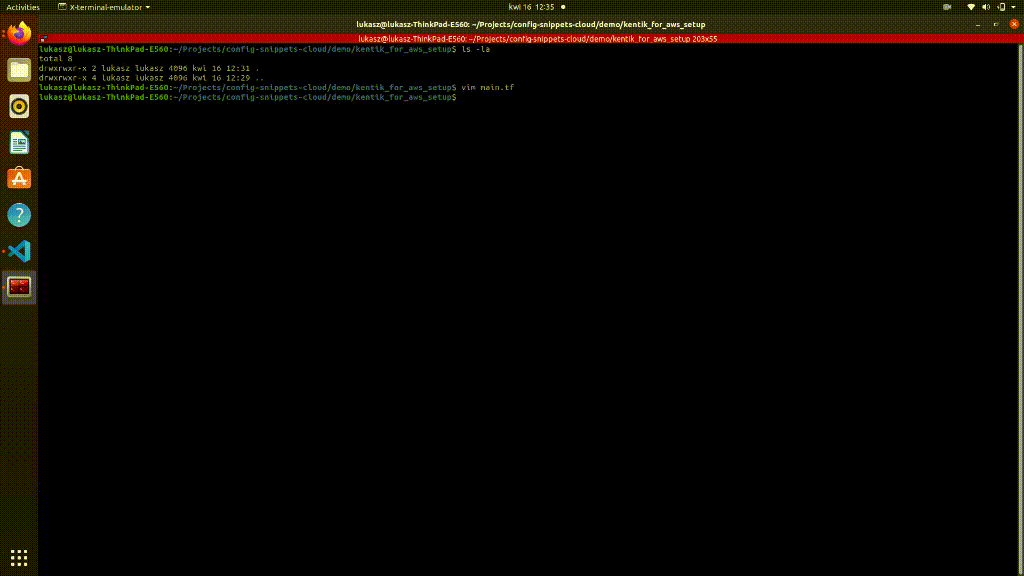 Activities X-terminal-emulator kwi 16 12:35
lukasz@lukasz-ThinkPad-E560: ~/Projects/config-snippets-cloud/demo/kentik_for_aws_setup
lukasz@lukasz-ThinkPad-E560: ~/Projects/config-snippets-cloud/demo/kentik_for_aws_setup 203x55
lukasz@lukasz-ThinkPad-E560:~/Projects/config-snippets-cloud/demo/kentik_for_aws_setup$ ls -la
total 8
drwxrwxr-x 2 lukasz lukasz 4096 kwi 16 12:31 .
drwxrwxr-x 4 lukasz lukasz 4096 kwi 16 12:29 ..
lukasz@lukasz-ThinkPad-E560:~/Projects/config-snippets-cloud/demo/kentik_for_aws_setup$ vim main.tf
lukasz@lukasz-ThinkPad-E560:~/Projects/config-snippets-cloud/demo/kentik_for_aws_setup$